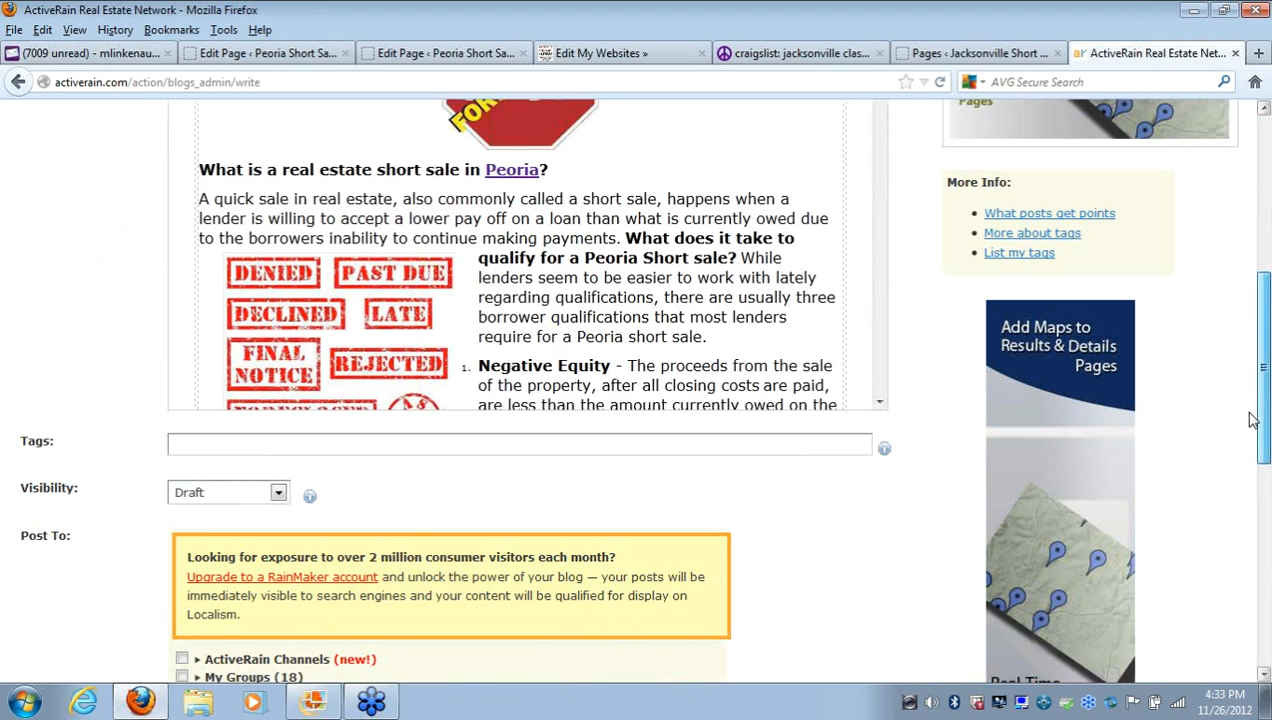 ActiveRain Real Estate Network - Mozilla Firefox
File Edit View History Bookmarks Tools Help
(7009 unread) - mlinkenau... × Edit Page ‹ Peoria Short Sa... × Edit Page ‹ Peoria Short Sa... × Edit My Websites » × craigslist: jacksonville clas... × Pages ‹ Jacksonville Short ... × ar ActiveRain Real Estate Net... × +
activerain.com/action/blogs_admin/write AVG Secure Search
FOR
Pages
What is a real estate short sale in Peoria?
A quick sale in real estate, also commonly called a short sale, happens when a
lender is willing to accept a lower pay off on a loan than what is currently owed due
to the borrowers inability to continue making payments. What does it take to
qualify for a Peoria Short sale? While
lenders seem to be easier to work with lately
regarding qualifications, there are usually three
borrower qualifications that most lenders
require for a Peoria short sale.
1. Negative Equity - The proceeds from the sale
of the property, after all closing costs are paid,
are less than the amount currently owed on the
DENIED PAST DUE
DECLINED LATE
FINAL
NOTICE REJECTED
More Info:
• What posts get points
• More about tags
• List my tags
Add Maps to
Results & Details
Pages
Real-Time
Tags:
Visibility: Draft
Post To:
Looking for exposure to over 2 million consumer visitors each month?
Upgrade to a RainMaker account and unlock the power of your blog — your posts will be
immediately visible to search engines and your content will be qualified for display on
Localism.
ActiveRain Channels (new!)
My Groups (18)
4:33 PM
11/26/2012